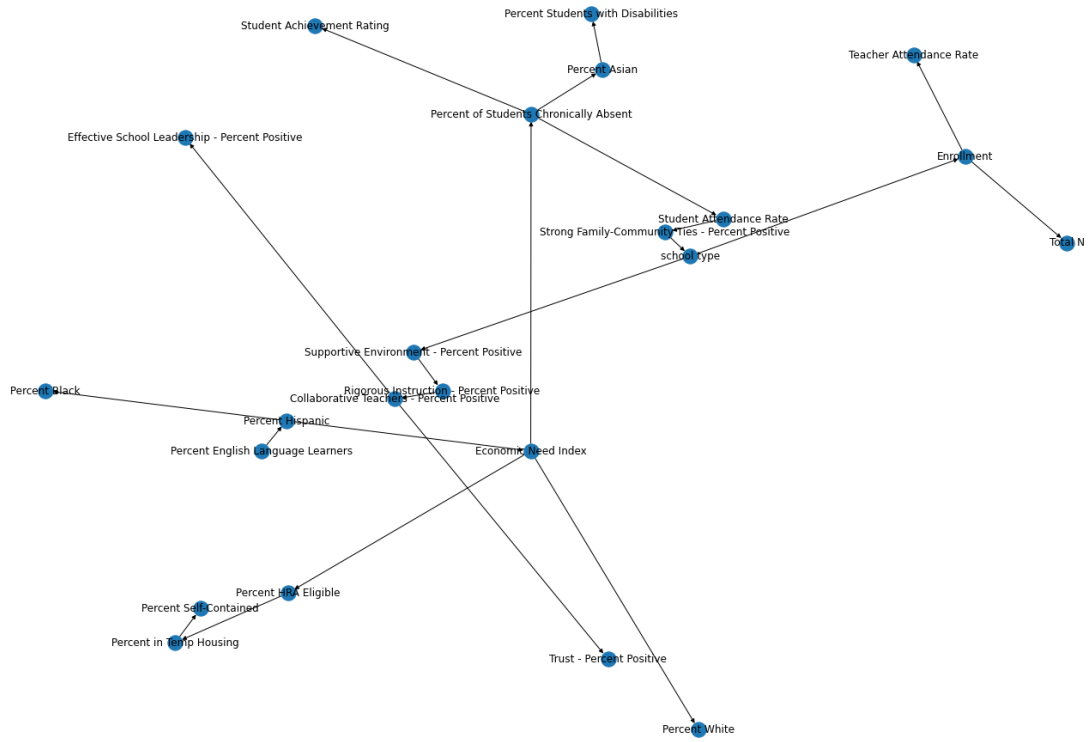 Percent Students with Disabilities
Student Achievement Rating
Teacher Attendance Rate
Percent Asian
Percent of Students Chronically Absent
Effective School Leadership - Percent Positive
Enrollment
Student Attendance Rate
Strong Family-Community Ties - Percent Positive
Total N
school type
Supportive Environment - Percent Positive
Percent Black
Rigorous Instruction - Percent Positive
Collaborative Teachers - Percent Positive
Percent Hispanic
Percent English Language Learners
Economic Need Index
Percent HRA Eligible
Percent Self-Contained
Percent in Temp Housing
Trust - Percent Positive
Percent White